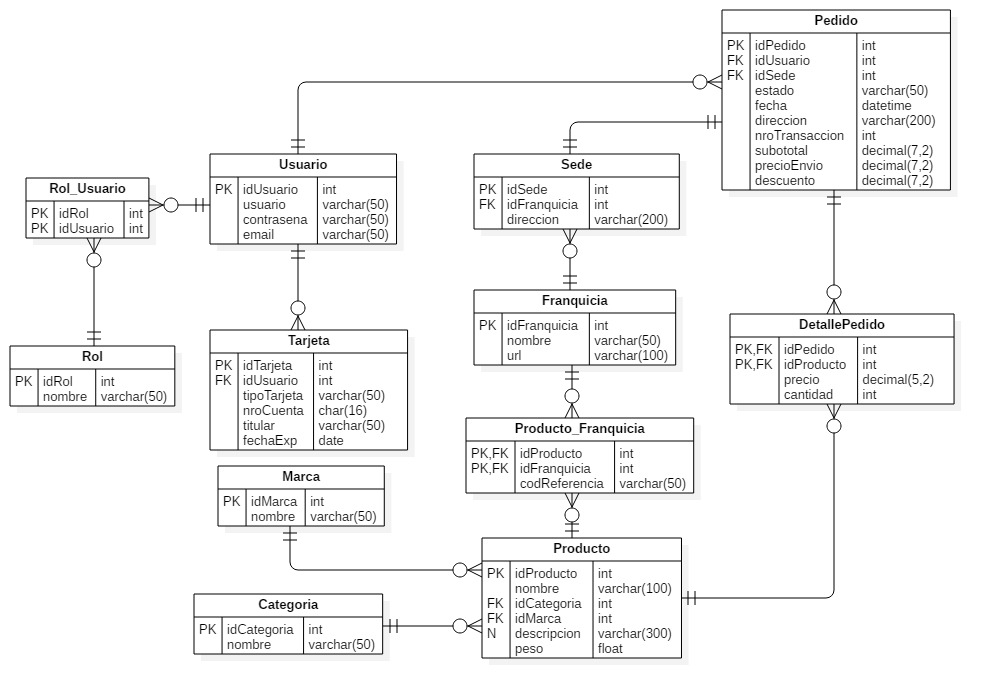 Pedido
PK idPedido int
FK idUsuario int
FK idSede int
estado varchar(50)
fecha datetime
direccion varchar(200)
nroTransaccion int
subototal decimal(7,2)
precioEnvio decimal(7,2)
descuento decimal(7,2)
Usuario
PK idUsuario int
usuario varchar(50)
contrasena varchar(50)
email varchar(50)
Sede
PK idSede int
FK idFranquicia int
direccion varchar(200)
Rol_Usuario
PK idRol int
PK idUsuario int
Franquicia
PK idFranquicia int
nombre varchar(50)
url varchar(100)
DetallePedido
PK,FK idPedido int
PK,FK idProducto int
precio decimal(5,2)
cantidad int
Rol
PK idRol int
nombre varchar(50)
Tarjeta
PK idTarjeta int
FK idUsuario int
tipoTarjeta varchar(50)
nroCuenta char(16)
titular varchar(50)
fechaExp date
Producto_Franquicia
PK,FK idProducto int
PK,FK idFranquicia int
codReferencia varchar(50)
Marca
PK idMarca int
nombre varchar(50)
Producto
PK idProducto int
nombre varchar(100)
FK idCategoria int
FK idMarca int
N descripcion varchar(300)
peso float
Categoria
PK idCategoria int
nombre varchar(50)